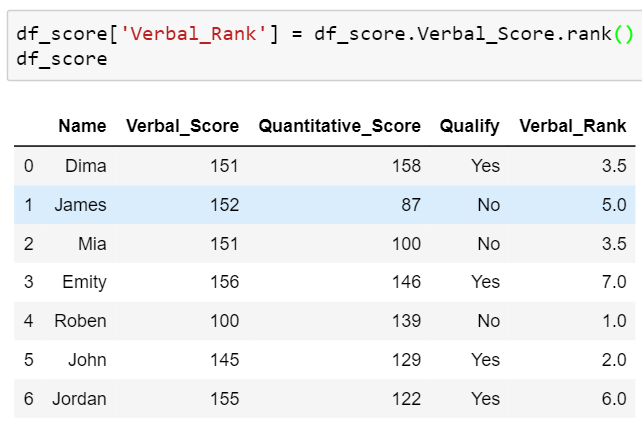 df_score['Verbal_Rank'] = df_score.Verbal_Score.rank()
df_score
Name Verbal_Score Quantitative_Score Qualify Verbal_Rank
0 Dima 151 158 Yes 3.5
1 James 152 87 No 5.0
2 Mia 151 100 No 3.5
3 Emity 156 146 Yes 7.0
4 Roben 100 139 No 1.0
5 John 145 129 Yes 2.0
6 Jordan 155 122 Yes 6.0